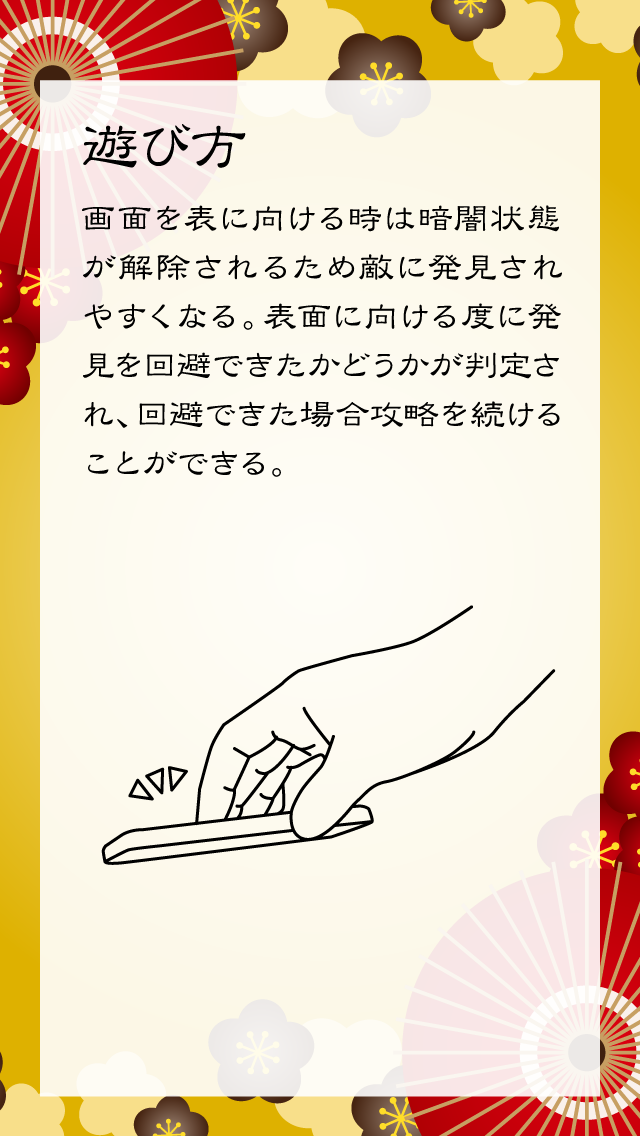 遊び方
画面を表に向ける時は暗闇状態
が解除されるため敵に発見され
やすくなる。表面に向ける度に発
見を回避できたかどうかが判定さ
れ、回避できた場合攻略を続ける
ことができる。